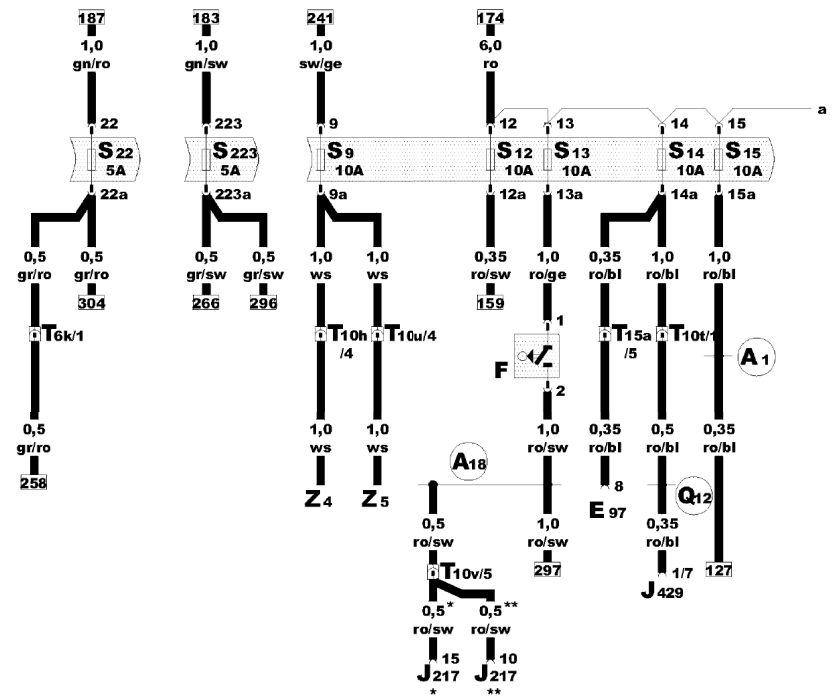 187 183 241 174
1,0 1,0 1,0 6,0
gn/ro gn/sw sw/ge ro
a
22 223 9 12 13 14 15
S22 S223 S9 S12 S13 S14 S15
5A 5A 10A 10A 10A 10A 10A
22a 223a 9a 12a 13a 14a 15a
0,5 0,5 0,5 0,5 1,0 1,0 0,35 1,0 0,35 1,0 1,0
gr/ro gr/ro gr/sw gr/sw ws ws ro/sw ro/ge ro/bl ro/bl ro/bl
304 266 296 159
1
T6k/1 T10h T10u/4 T15a T10t/1
/4 /5
A1
F
2
0,5 1,0 1,0 1,0 0,35 0,5 0,35
gr/ro ws ws ro/sw ro/bl ro/bl ro/bl
A18
258
8
Z4 Z5 E97 Q12
0,5 1,0 0,35
ro/sw ro/sw ro/bl
T10v/5 297 1/7 127
J429
0,5 * 0,5 **
ro/sw ro/sw
15 10
J217 J217
* **